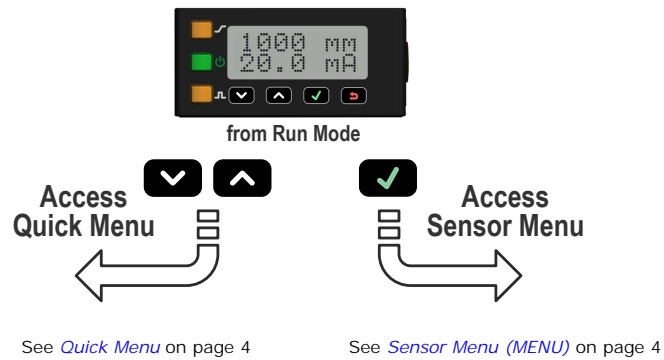 1000 mm
20.0 mA
from Run Mode
Access
Quick Menu
Access
Sensor Menu
See Quick Menu on page 4
See Sensor Menu (MENU) on page 4